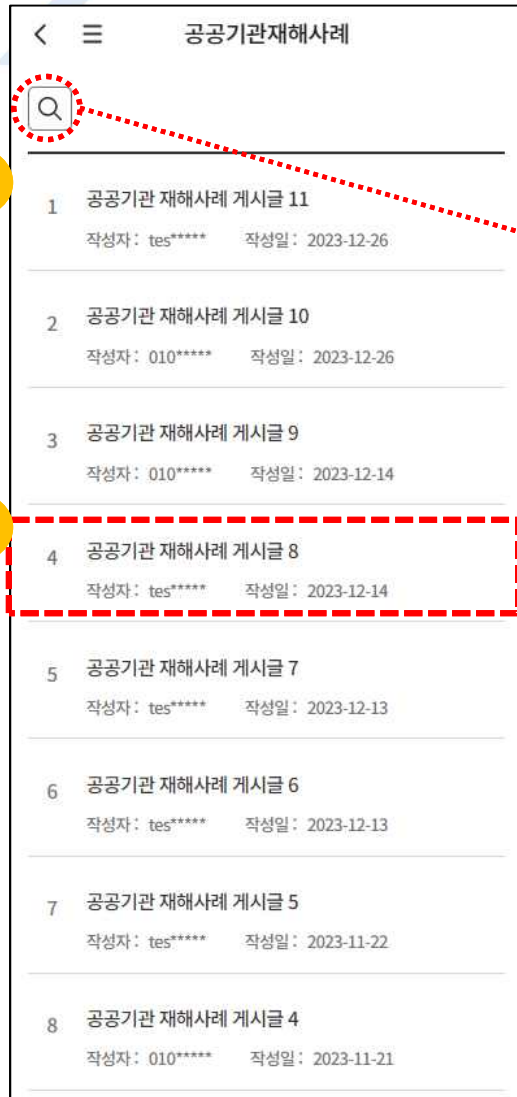 공공기관재해사례
1 공공기관 재해사례 게시글 11
작성자 : tes***** 작성일 : 2023-12-26
2 공공기관 재해사례 게시글 10
작성자 : 010***** 작성일 : 2023-12-26
3 공공기관 재해사례 게시글 9
작성자 : 010***** 작성일 : 2023-12-14
4 공공기관 재해사례 게시글 8
작성자 : tes***** 작성일 : 2023-12-14
5 공공기관 재해사례 게시글 7
작성자 : tes***** 작성일 : 2023-12-13
6 공공기관 재해사례 게시글 6
작성자 : tes***** 작성일 : 2023-12-13
7 공공기관 재해사례 게시글 5
작성자 : tes***** 작성일 : 2023-11-22
8 공공기관 재해사례 게시글 4
작성자 : 010***** 작성일 : 2023-11-21